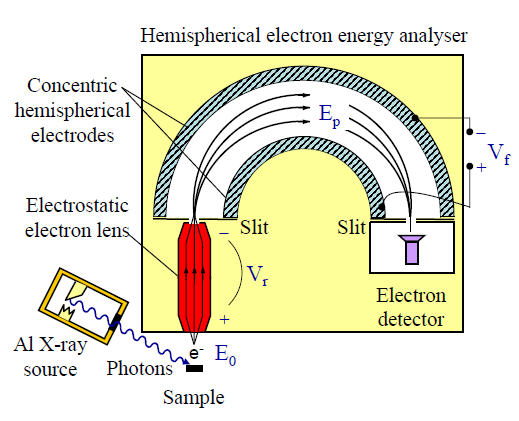 Hemispherical electron energy analyser
Concentric
hemispherical
electrodes
Ep
−
Vf
+
Electrostatic
electron lens
− Slit
Slit
Vr
+
Electron
detector
Al X-ray
source
Photons
e- E0
Sample